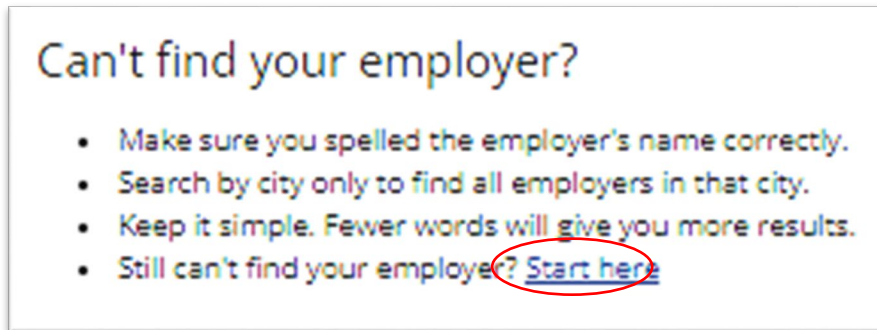 Can't find your employer?
• Make sure you spelled the employer's name correctly.
• Search by city only to find all employers in that city.
• Keep it simple. Fewer words will give you more results.
• Still can't find your employer? Start here